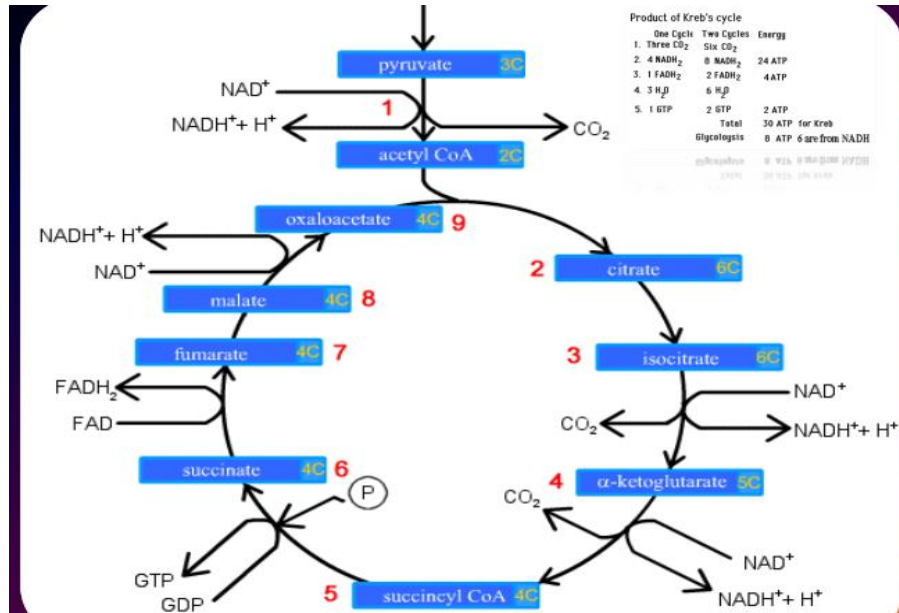 Product of Kreb's cycle
One Cycle Two Cycles Energy
1. Three CO₂ Six CO₂
2. 4 NADH₂ 8 NADH₂ 24 ATP
3. 1 FADH₂ 2 FADH₂ 4 ATP
4. 3 H₂O 6 H₂O
5. 1 GTP 2 GTP 2 ATP
Total 30 ATP for Kreb
Glycoloysis 8 ATP 6 are from NADH
pyruvate 3C
NAD⁺
1
NADH⁺+ H⁺
CO₂
acetyl CoA 2C
oxaloacetate 4C 9
NADH⁺+ H⁺
NAD⁺
2 citrate 6C
malate 4C 8
3 isocitrate 6C
fumarate 4C 7
FADH₂
FAD
NAD⁺
CO₂
NADH⁺+ H⁺
succinate 4C 6
4 α-ketoglutarate 5C
P
CO₂
NAD⁺
GTP
GDP
5 succincyl CoA 4C
NADH⁺+ H⁺